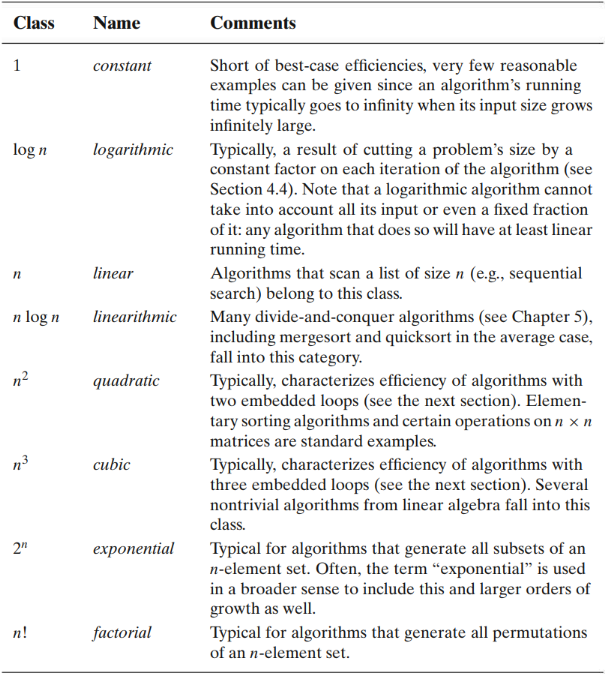 Class Name Comments
1 constant Short of best-case efficiencies, very few reasonable
examples can be given since an algorithm's running
time typically goes to infinity when its input size grows
infinitely large.
log n logarithmic Typically, a result of cutting a problem's size by a
constant factor on each iteration of the algorithm (see
Section 4.4). Note that a logarithmic algorithm cannot
take into account all its input or even a fixed fraction
of it: any algorithm that does so will have at least linear
running time.
n linear Algorithms that scan a list of size n (e.g., sequential
search) belong to this class.
n log n linearithmic Many divide-and-conquer algorithms (see Chapter 5),
including mergesort and quicksort in the average case,
fall into this category.
n² quadratic Typically, characterizes efficiency of algorithms with
two embedded loops (see the next section). Elemen-
tary sorting algorithms and certain operations on n × n
matrices are standard examples.
n³ cubic Typically, characterizes efficiency of algorithms with
three embedded loops (see the next section). Several
nontrivial algorithms from linear algebra fall into this
class.
2ⁿ exponential Typical for algorithms that generate all subsets of an
n-element set. Often, the term “exponential” is used
in a broader sense to include this and larger orders of
growth as well.
n! factorial Typical for algorithms that generate all permutations
of an n-element set.